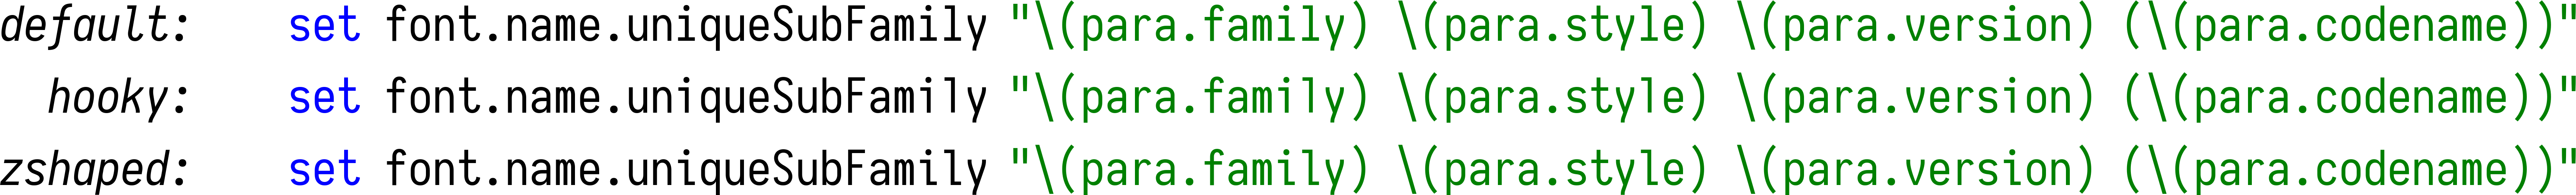 default: set font.name.uniqueSubFamily "\(para.family) \(para.style) \(para.version) (\(para.codename))"
hooky: set font.name.uniqueSubFamily "\(para.family) \(para.style) \(para.version) (\(para.codename))"
zshaped: set font.name.uniqueSubFamily "\(para.family) \(para.style) \(para.version) (\(para.codename))"